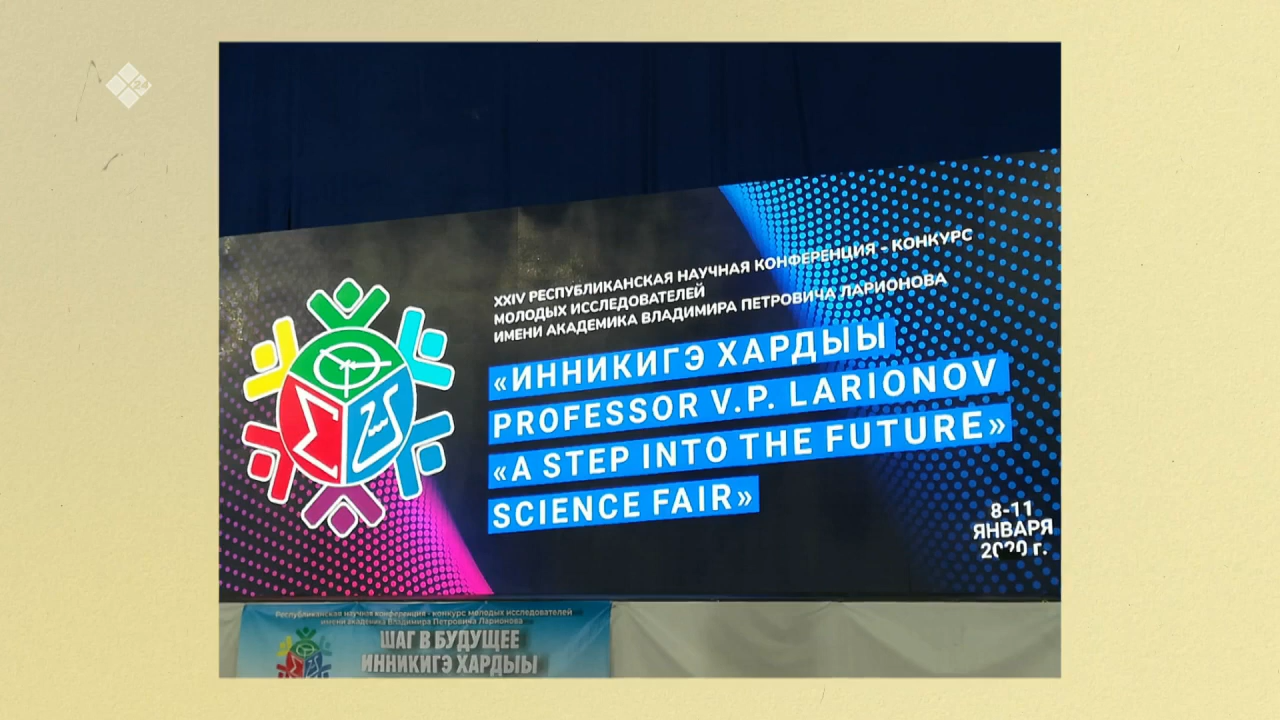 24
XXIV РЕСПУБЛИКАНСКАЯ НАУЧНАЯ КОНФЕРЕНЦИЯ - КОНКУРС
МОЛОДЫХ ИССЛЕДОВАТЕЛЕЙ
ИМЕНИ АКАДЕМИКА ВЛАДИМИРА ПЕТРОВИЧА ЛАРИОНОВА
«ИННИКИГЭ ХАРДЫЫ
PROFESSOR V.P. LARIONOV
«A STEP INTO THE FUTURE»
SCIENCE FAIR»
8-11
ЯНВАРЯ
2020 г.
Республиканская научная конференция - конкурс молодых исследователей
имени академика Владимира Петровича Ларионова
ШАГ В БУДУЩЕЕ
ИННИКИГЭ ХАРДЫЫ